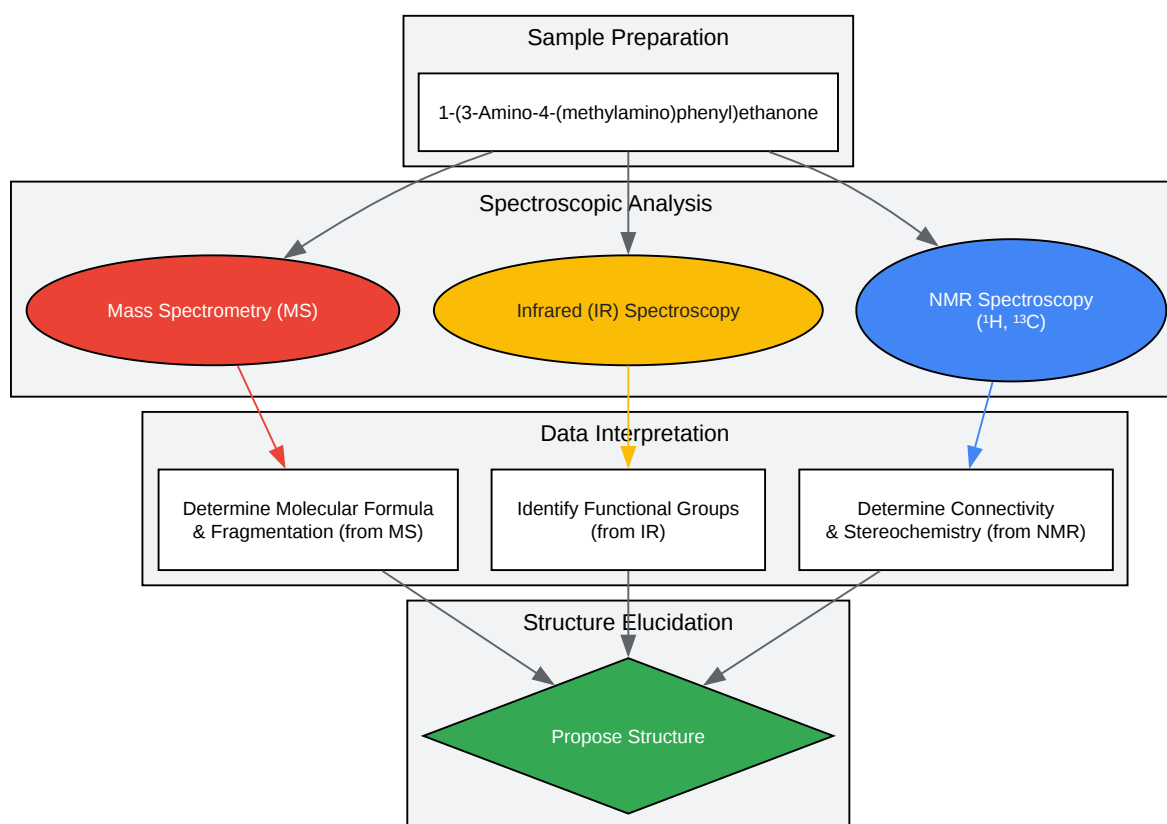 Sample Preparation
1-(3-Amino-4-(methylamino)phenyl)ethanone
Spectroscopic Analysis
Mass Spectrometry (MS)
Infrared (IR) Spectroscopy
NMR Spectroscopy
(¹H, ¹³C)
Data Interpretation
Determine Molecular Formula
& Fragmentation (from MS)
Identify Functional Groups
(from IR)
Determine Connectivity
& Stereochemistry (from NMR)
Structure Elucidation
Propose Structure